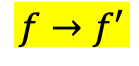 f → f′